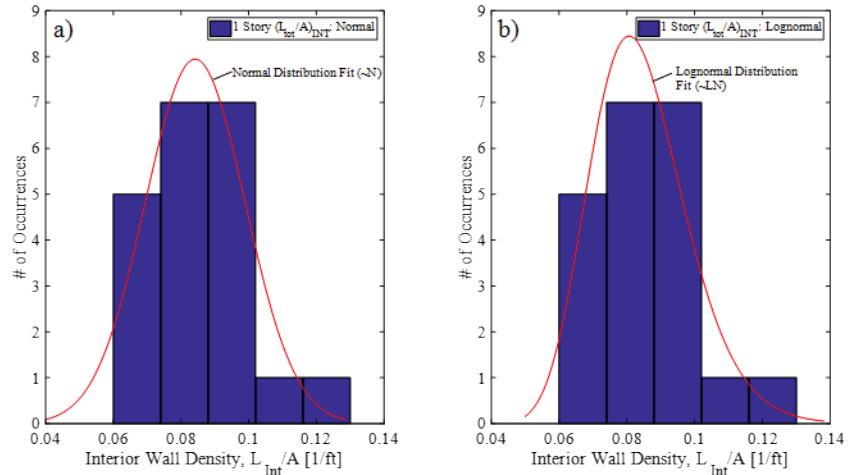 a)
1 Story (L_tot/A)_INT: Normal
Normal Distribution Fit (~N)
# of Occurrences
9
8
7
6
5
4
3
2
1
0
0.04
0.06
0.08
0.1
0.12
0.14
Interior Wall Density, L_Int/A [1/ft]
b)
1 Story (L_tot/A)_INT: Lognormal
Lognormal Distribution
Fit (~LN)
# of Occurrences
9
8
7
6
5
4
3
2
1
0
0.04
0.06
0.08
0.1
0.12
0.14
Interior Wall Density, L_Int/A [1/ft]